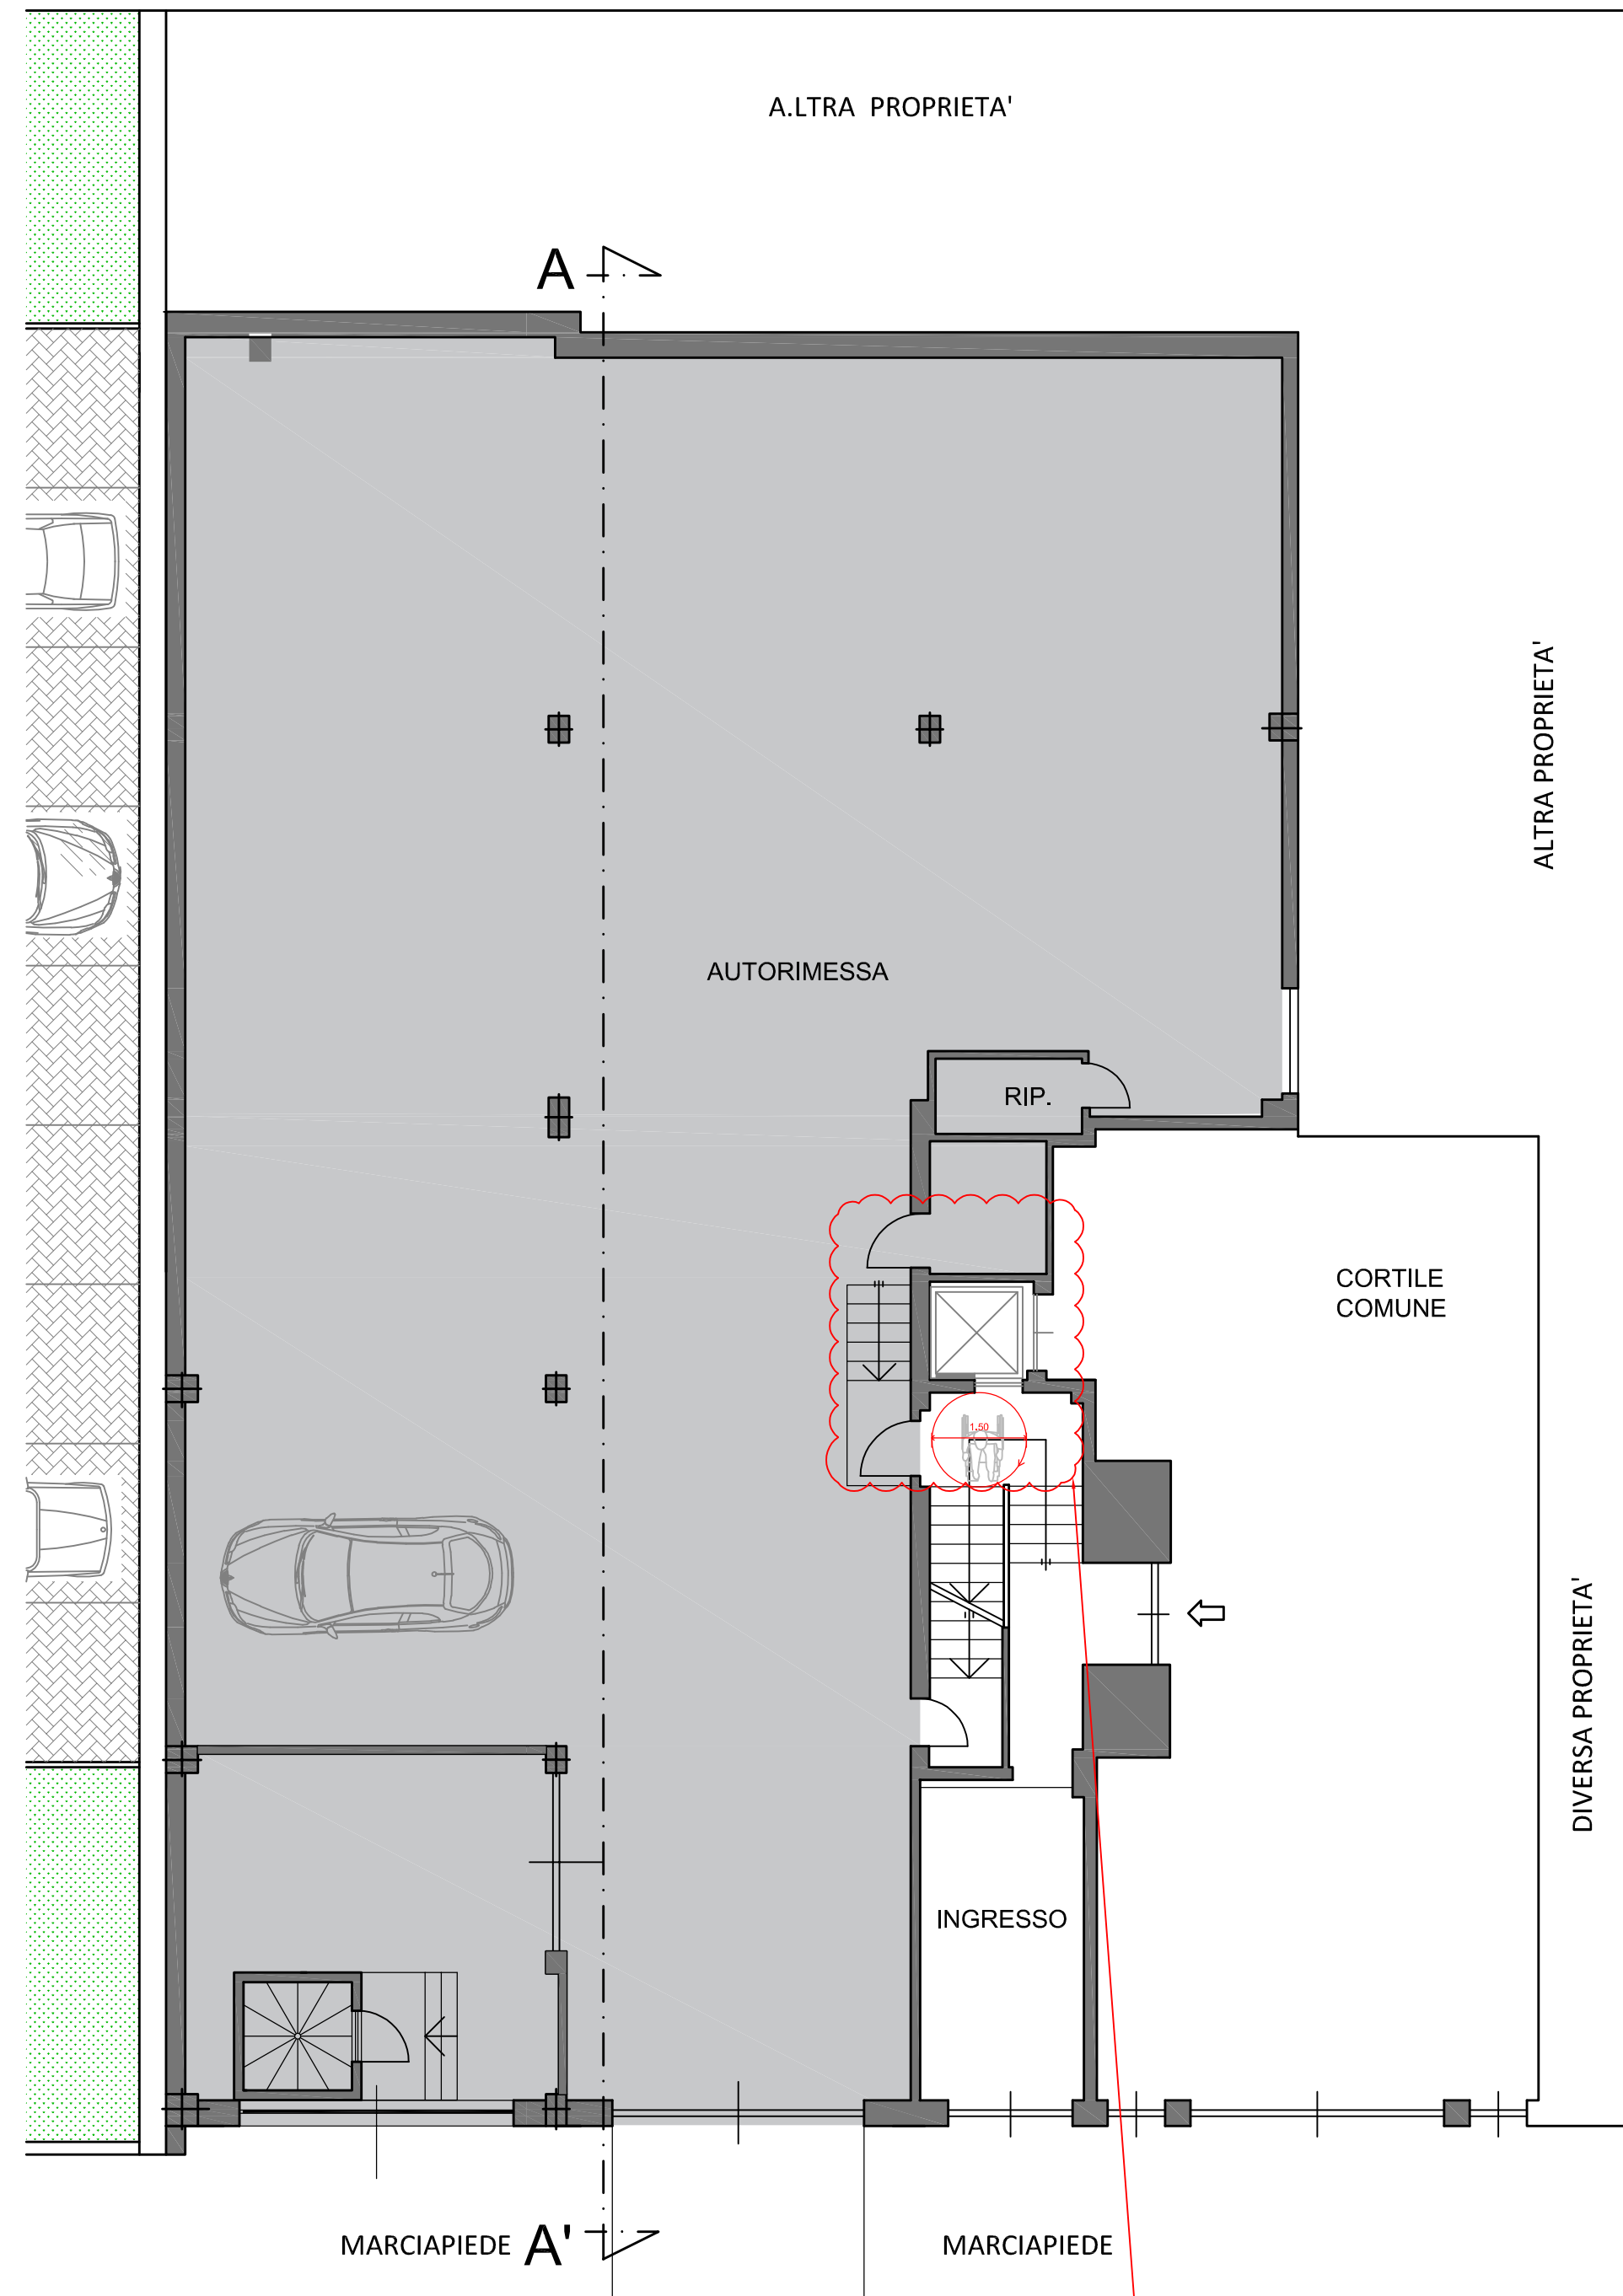 A.LTRA PROPRIETA'
A
ALTRA PROPRIETA'
AUTORIMESSA
RIP.
CORTILE
COMUNE
1.50
DIVERSA PROPRIETA'
INGRESSO
MARCIAPIEDE
A'
MARCIAPIEDE